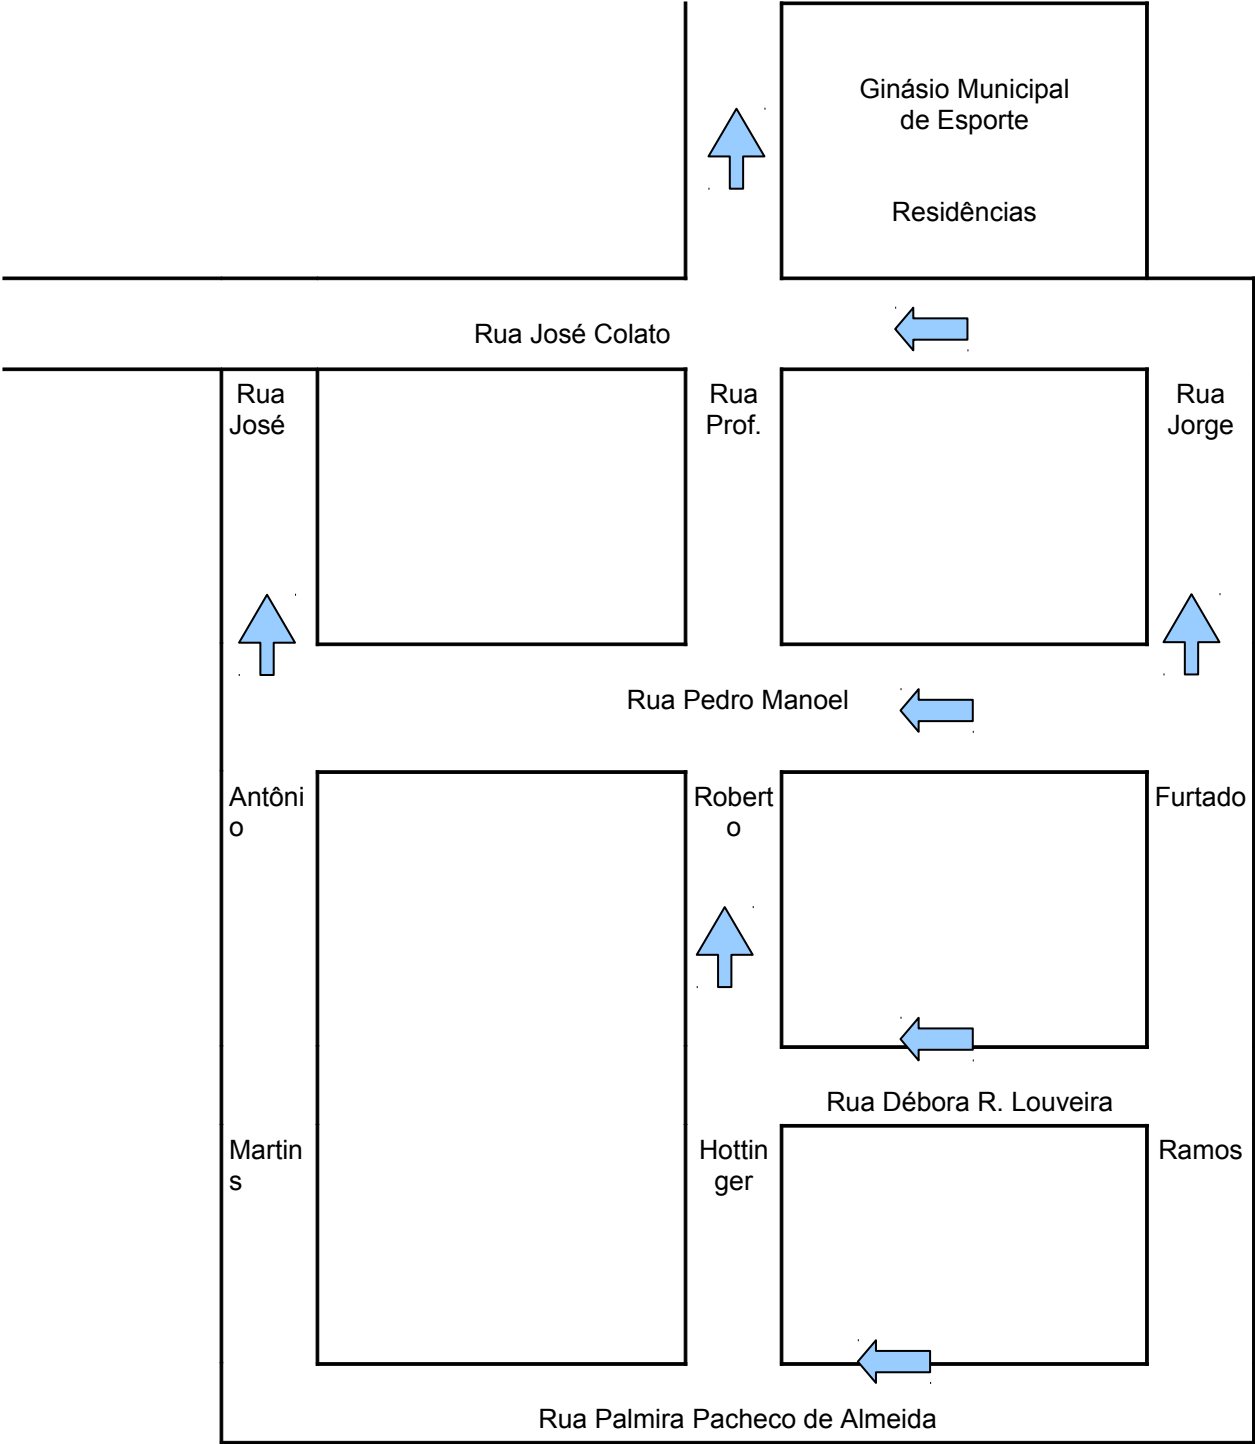 Ginásio Municipal
de Esporte
Residências
Rua José Colato
Rua
José
Rua
Prof.
Rua
Jorge
Rua Pedro Manoel
Antôni
o
Robert
o
Furtado
Rua Débora R. Louveira
Martin
s
Hottin
ger
Ramos
Rua Palmira Pacheco de Almeida